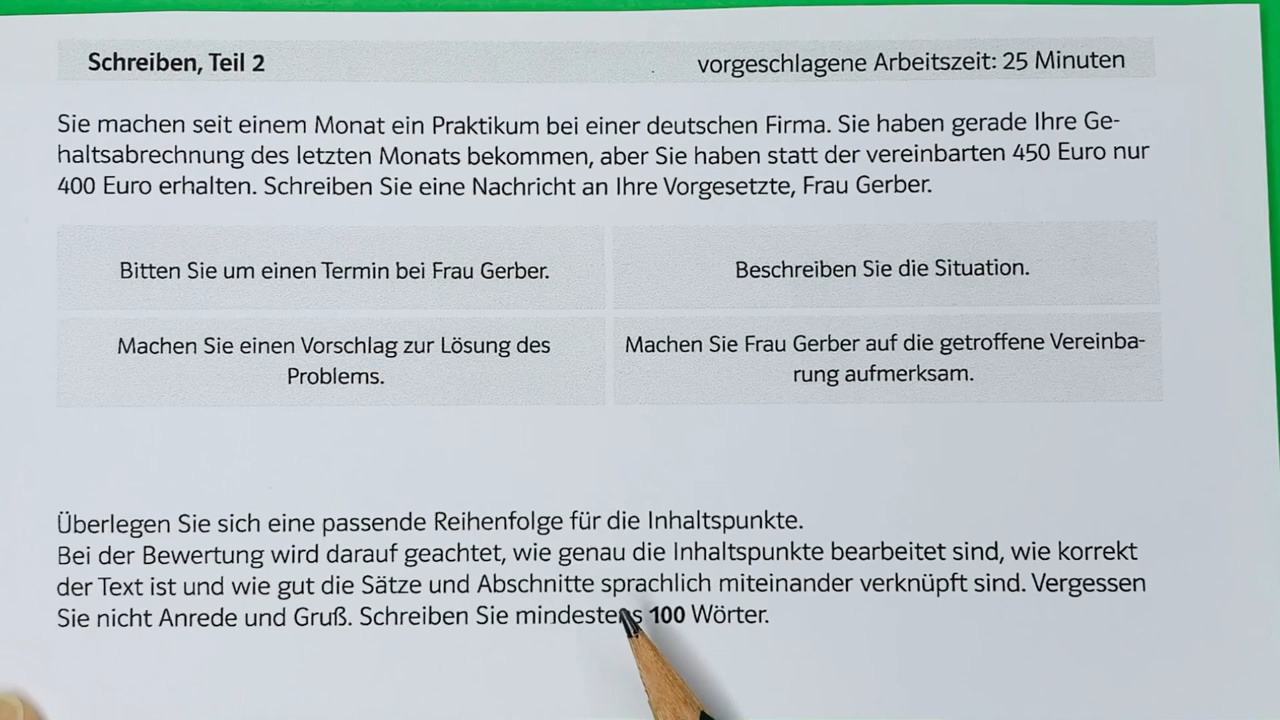 Schreiben, Teil 2
vorgeschlagene Arbeitszeit: 25 Minuten
Sie machen seit einem Monat ein Praktikum bei einer deutschen Firma. Sie haben gerade Ihre Ge-
haltsabrechnung des letzten Monats bekommen, aber Sie haben statt der vereinbarten 450 Euro nur
400 Euro erhalten. Schreiben Sie eine Nachricht an Ihre Vorgesetzte, Frau Gerber.
Bitten Sie um einen Termin bei Frau Gerber.
Beschreiben Sie die Situation.
Machen Sie einen Vorschlag zur Lösung des
Problems.
Machen Sie Frau Gerber auf die getroffene Vereinba-
rung aufmerksam.
Überlegen Sie sich eine passende Reihenfolge für die Inhaltspunkte.
Bei der Bewertung wird darauf geachtet, wie genau die Inhaltspunkte bearbeitet sind, wie korrekt
der Text ist und wie gut die Sätze und Abschnitte sprachlich miteinander verknüpft sind. Vergessen
Sie nicht Anrede und Gruß. Schreiben Sie mindestens 100 Wörter.